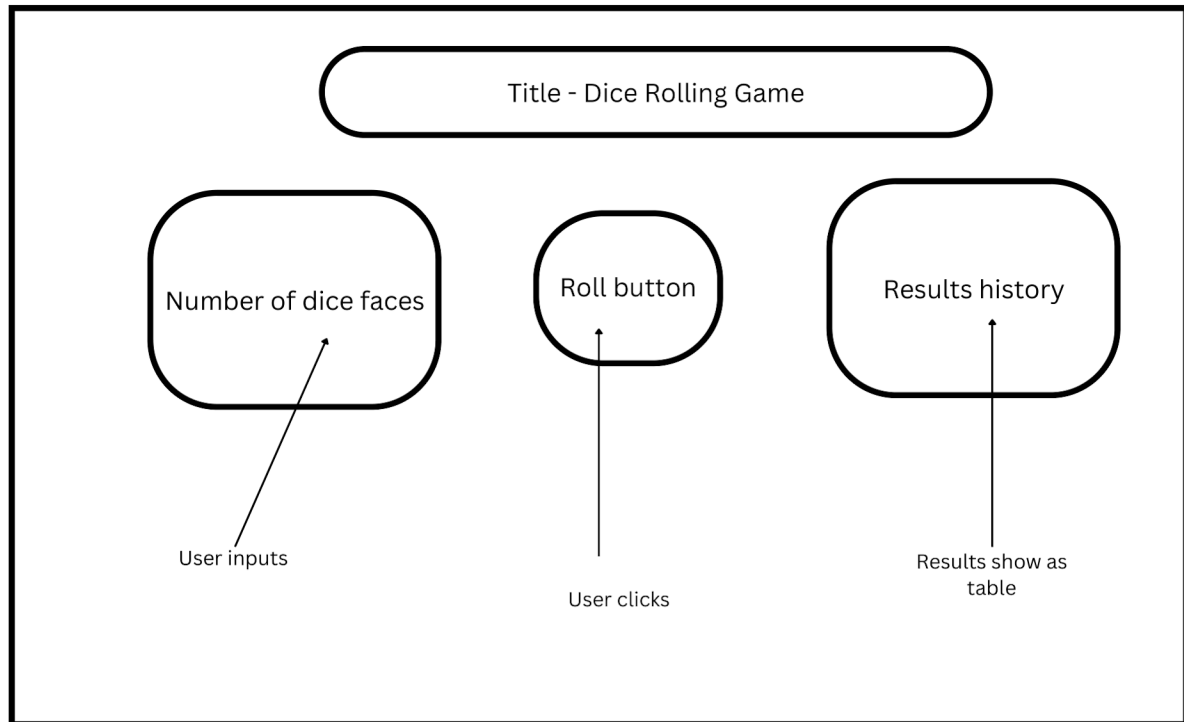 Title - Dice Rolling Game
Number of dice faces
Roll button
Results history
User inputs
User clicks
Results show as
table